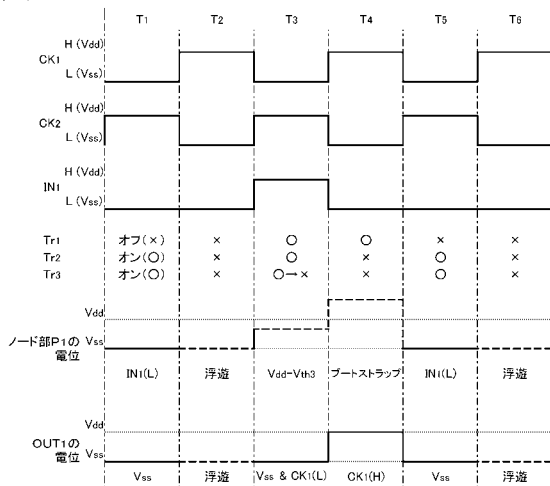 T1 T2 T3 T4 T5 T6
H (Vdd)
CK1
L (Vss)
H (Vdd)
CK2
L (Vss)
H (Vdd)
IN1
L (Vss)
Tr1 オフ(×) × ○ ○ × ×
Tr2 オン(○) × ○ × ○ ×
Tr3 オン(○) × ○→× × ○ ×
Vdd
ノード部P1の Vss
電位
IN1(L) 浮遊 Vdd-Vth3 ブートストラップ IN1(L) 浮遊
Vdd
OUT1の
電位 Vss
Vss 浮遊 Vss & CK1(L) CK1(H) Vss 浮遊